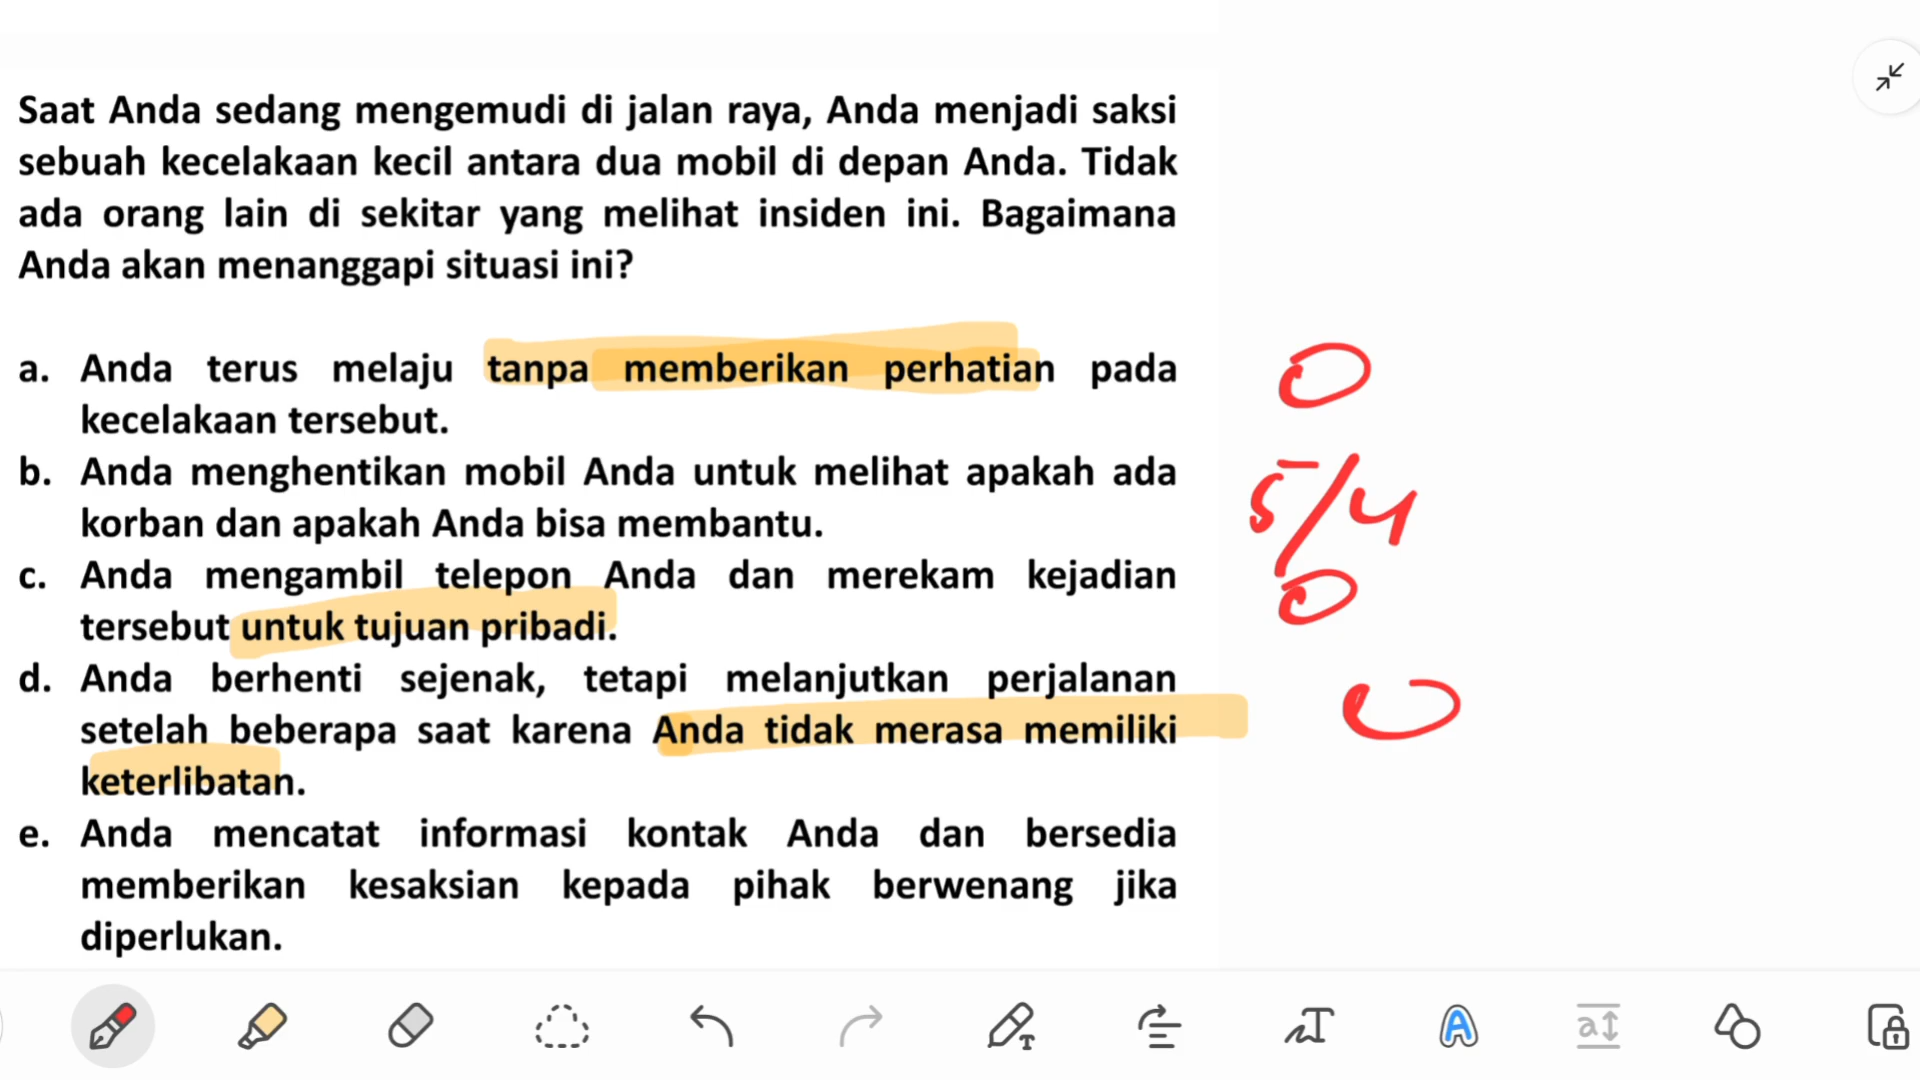 Saat Anda sedang mengemudi di jalan raya, Anda menjadi saksi
sebuah kecelakaan kecil antara dua mobil di depan Anda. Tidak
ada orang lain di sekitar yang melihat insiden ini. Bagaimana
Anda akan menanggapi situasi ini?
a. Anda terus melaju tanpa memberikan perhatian pada
kecelakaan tersebut.
0
b. Anda menghentikan mobil Anda untuk melihat apakah ada
korban dan apakah Anda bisa membantu.
5/4
c. Anda mengambil telepon Anda dan merekam kejadian
tersebut untuk tujuan pribadi.
0
d. Anda berhenti sejenak, tetapi melanjutkan perjalanan
setelah beberapa saat karena Anda tidak merasa memiliki
keterlibatan.
0
e. Anda mencatat informasi kontak Anda dan bersedia
memberikan kesaksian kepada pihak berwenang jika
diperlukan.